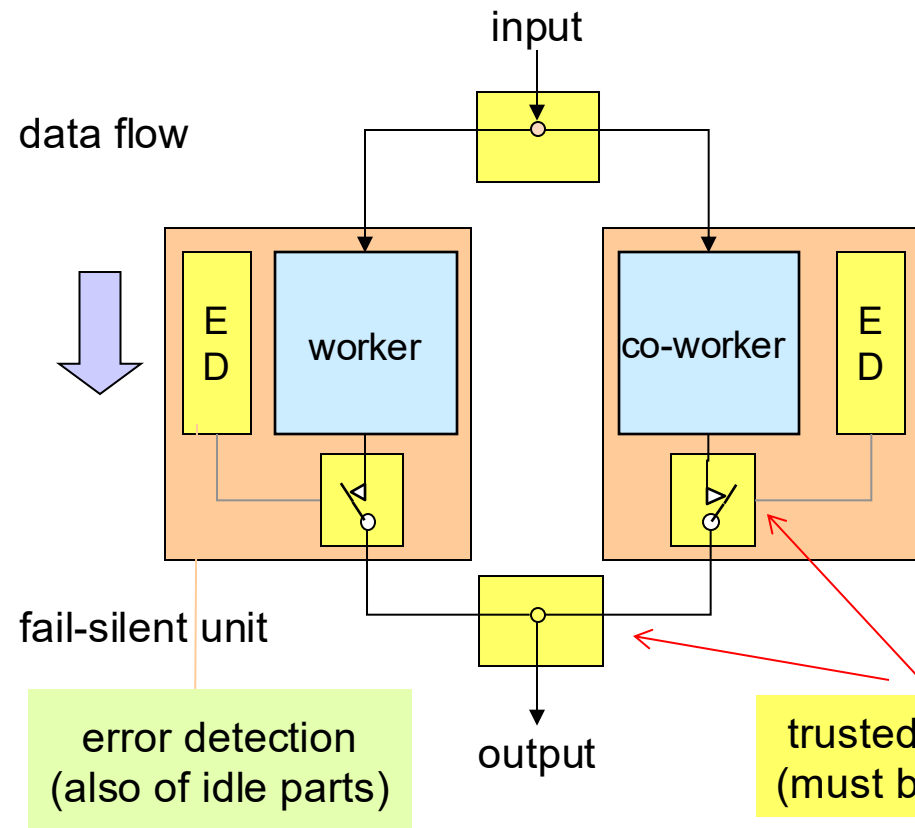 input
data flow
E
D
worker
co-worker
E
D
fail-silent unit
error detection
(also of idle parts)
output
trusted
(must b